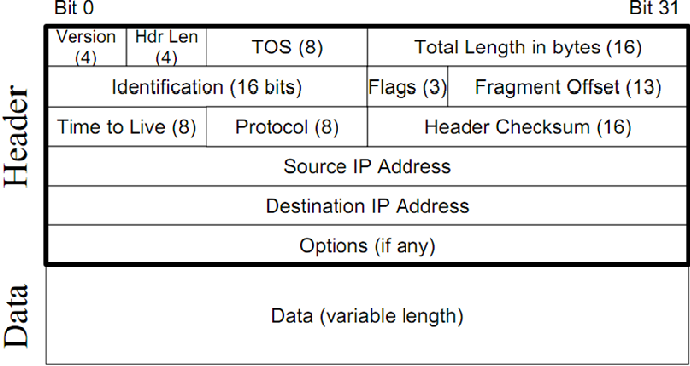 Bit 0 Bit 31
Version (4) Hdr Len (4) TOS (8) Total Length in bytes (16)
Identification (16 bits) Flags (3) Fragment Offset (13)
Time to Live (8) Protocol (8) Header Checksum (16)
Source IP Address
Destination IP Address
Options (if any)
Header
Data (variable length)
Data